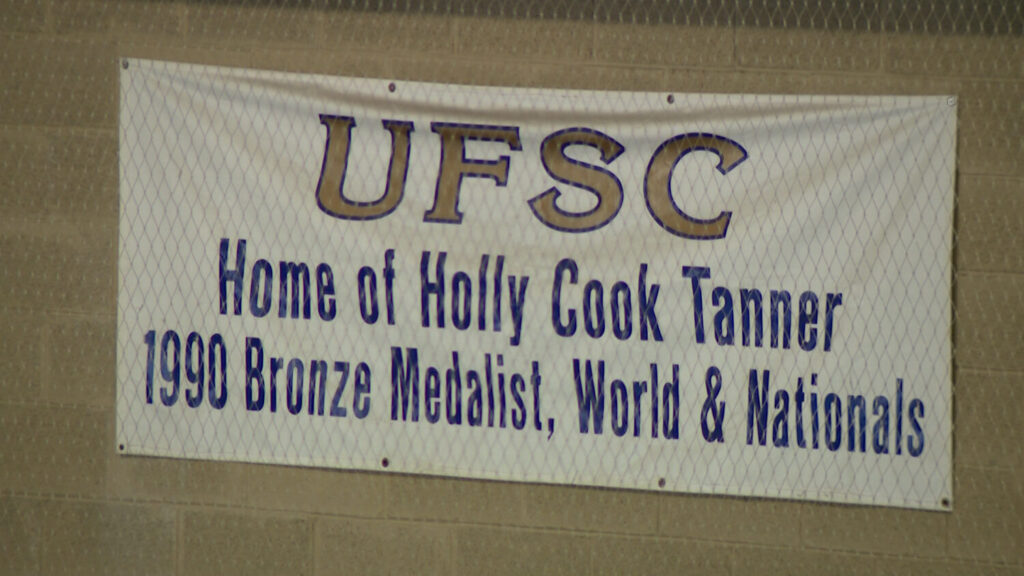 UFSC
Home of Holly Cook Tanner
1990 Bronze Medalist, World & Nationals